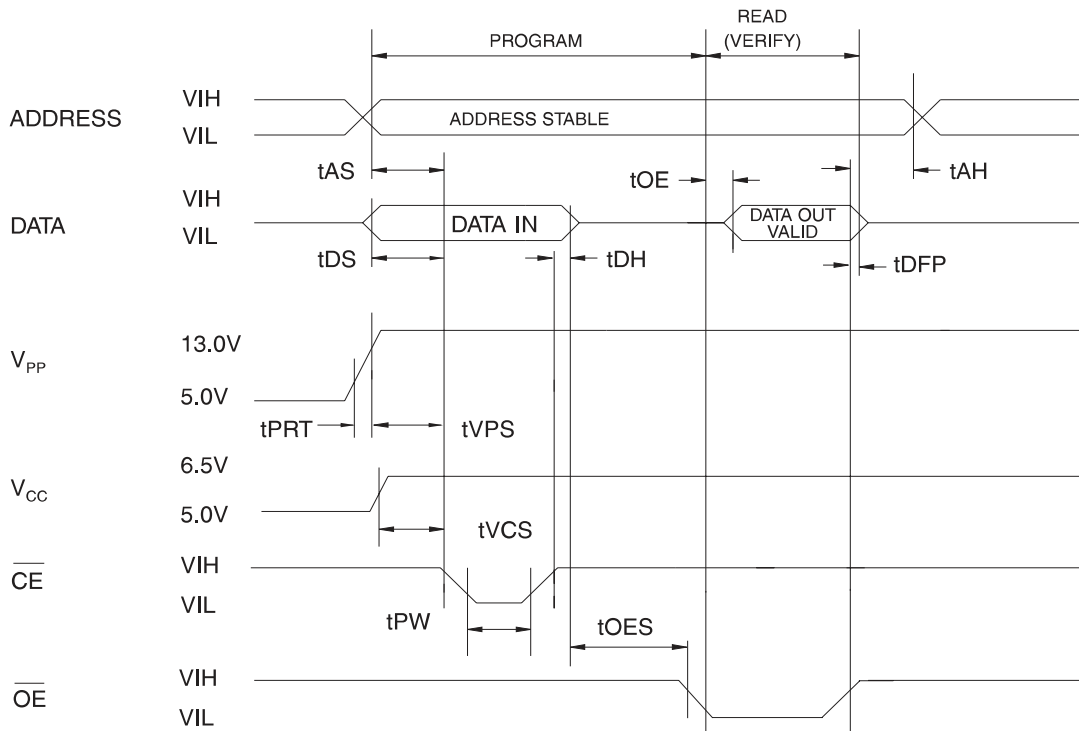 READ
PROGRAM (VERIFY)
VIH
ADDRESS ADDRESS STABLE
VIL
tAS tOE tAH
VIH
DATA DATA IN DATA OUT VALID
VIL
tDS tDH tDFP
13.0V
VPP
5.0V
tPRT tVPS
6.5V
VCC
5.0V
tVCS
VIH
CE
VIL
tPW tOES
VIH
OE
VIL